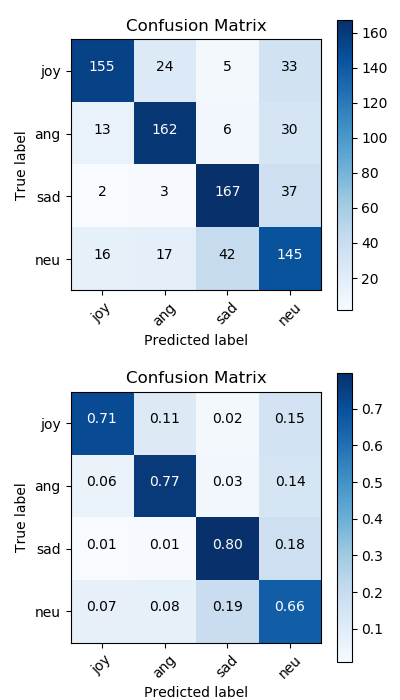 Confusion Matrix
joy 155 24 5 33
ang 13 162 6 30
sad 2 3 167 37
neu 16 17 42 145
joy ang sad neu
True label
Predicted label
160
140
120
100
80
60
40
20
Confusion Matrix
joy 0.71 0.11 0.02 0.15
ang 0.06 0.77 0.03 0.14
sad 0.01 0.01 0.80 0.18
neu 0.07 0.08 0.19 0.66
joy ang sad neu
True label
Predicted label
0.7
0.6
0.5
0.4
0.3
0.2
0.1